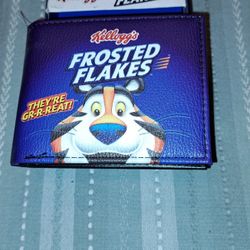 Kellogg's
FROSTED
FLAKES
THEY'RE
GR-R-REAT!